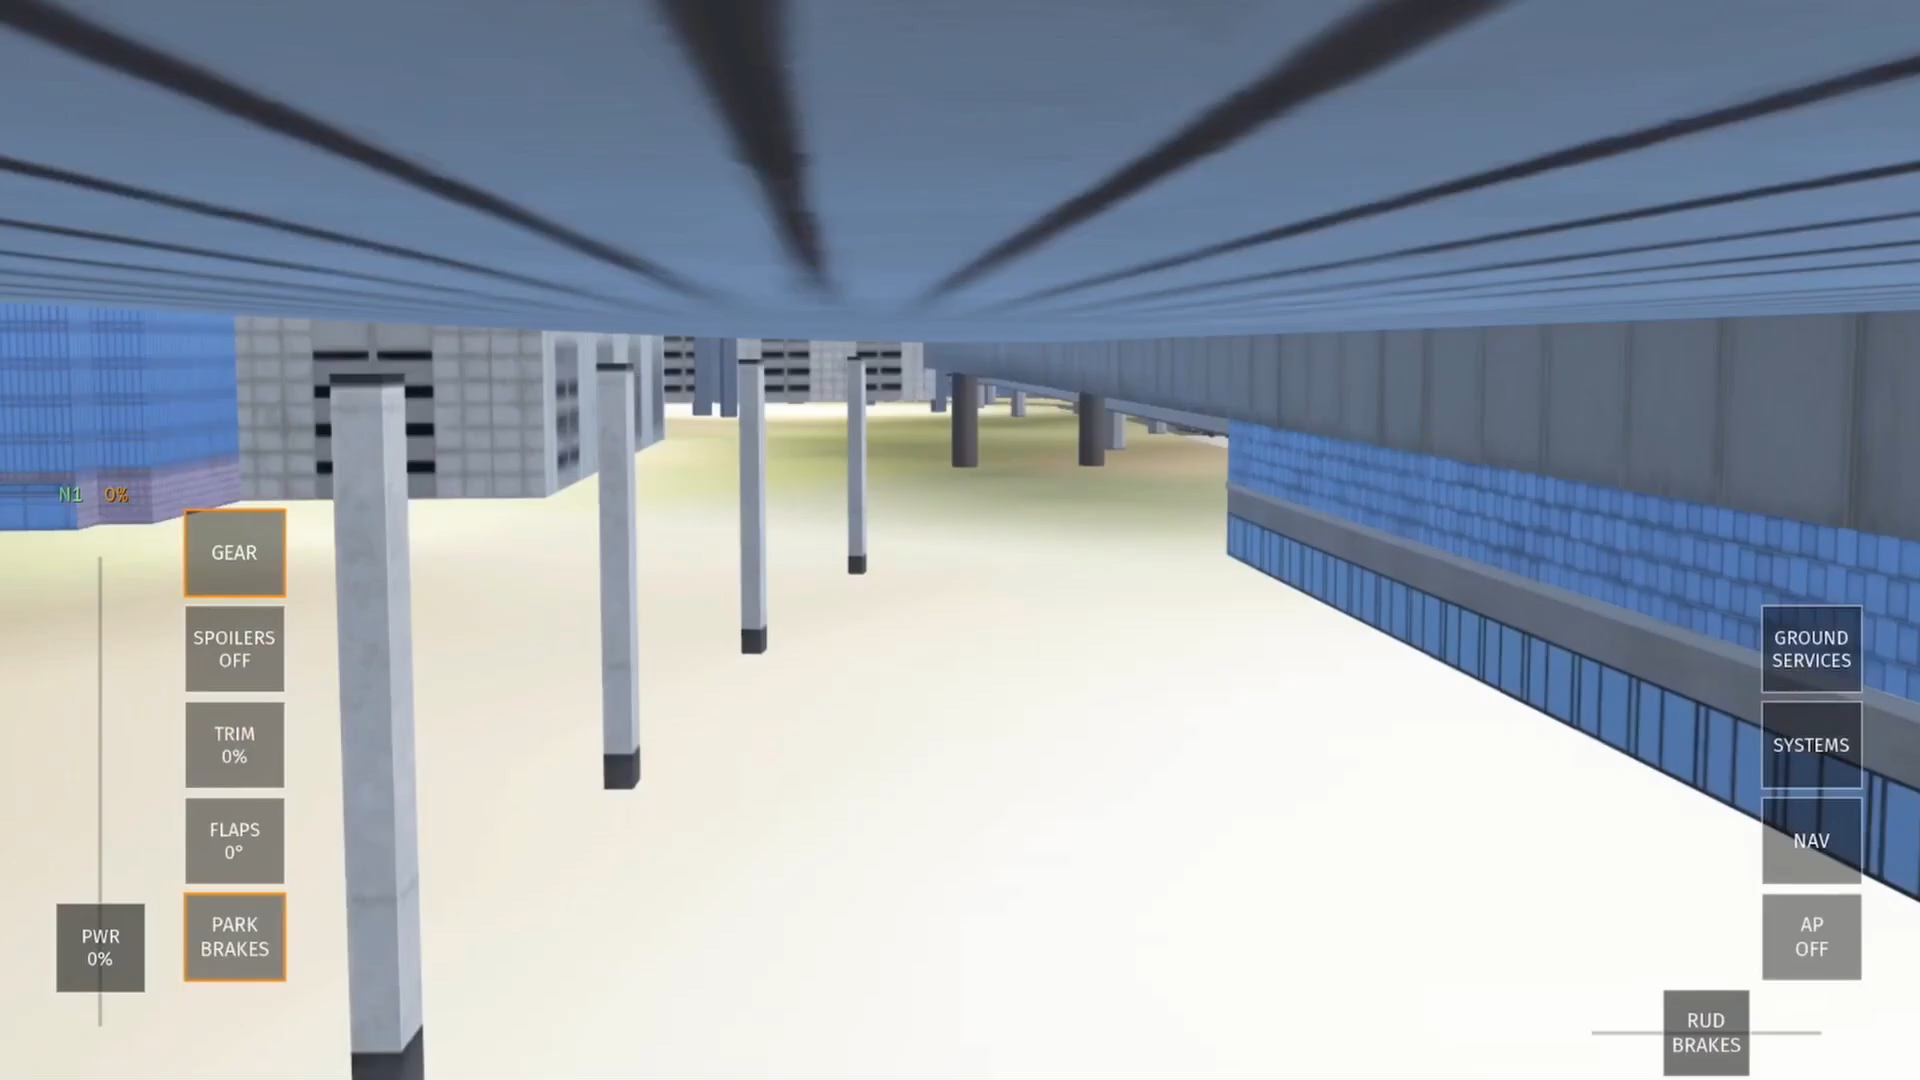 N1 0%
GEAR
SPOILERS
OFF
TRIM
0%
FLAPS
0°
PARK
BRAKES
PWR
0%
GROUND
SERVICES
SYSTEMS
NAV
AP
OFF
RUD
BRAKES